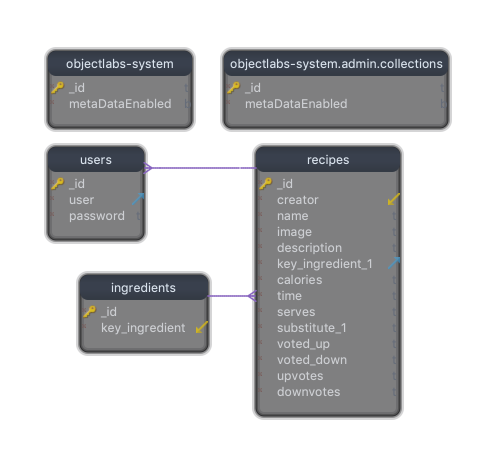 objectlabs-system
_id
metaDataEnabled
objectlabs-system.admin.collections
_id
metaDataEnabled
users
_id
user
password
recipes
_id
creator
name
image
description
key_ingredient_1
calories
time
serves
substitute_1
voted_up
voted_down
upvotes
downvotes
ingredients
_id
key_ingredient